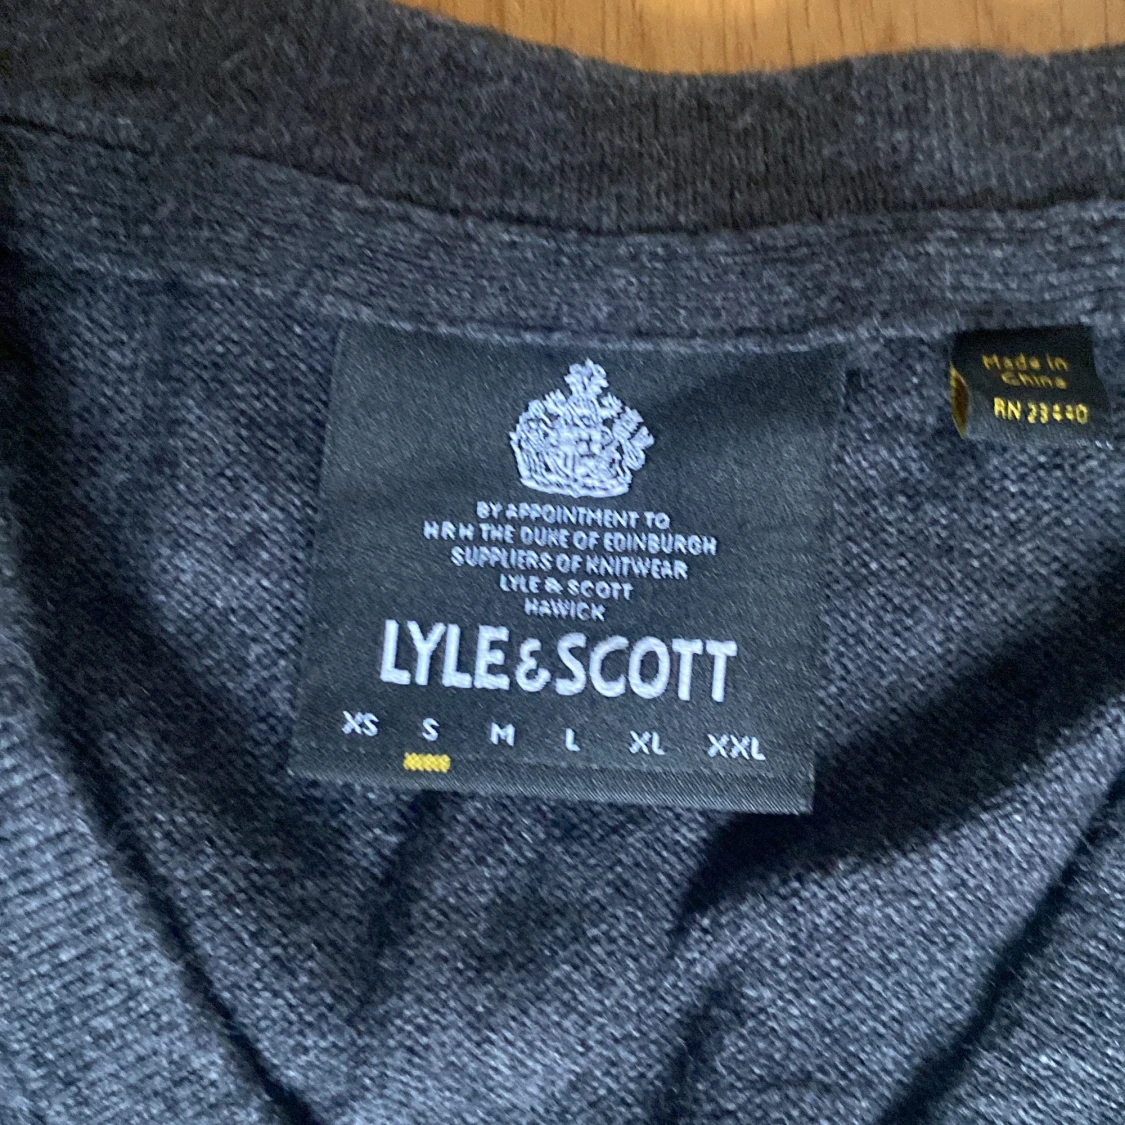 BY APPOINTMENT TO
HRH THE DUKE OF EDINBURGH
SUPPLIERS OF KNITWEAR
LYLE & SCOTT
HAWICK
LYLE & SCOTT
XS S M L XL XXL
Made in
China
RN 23440